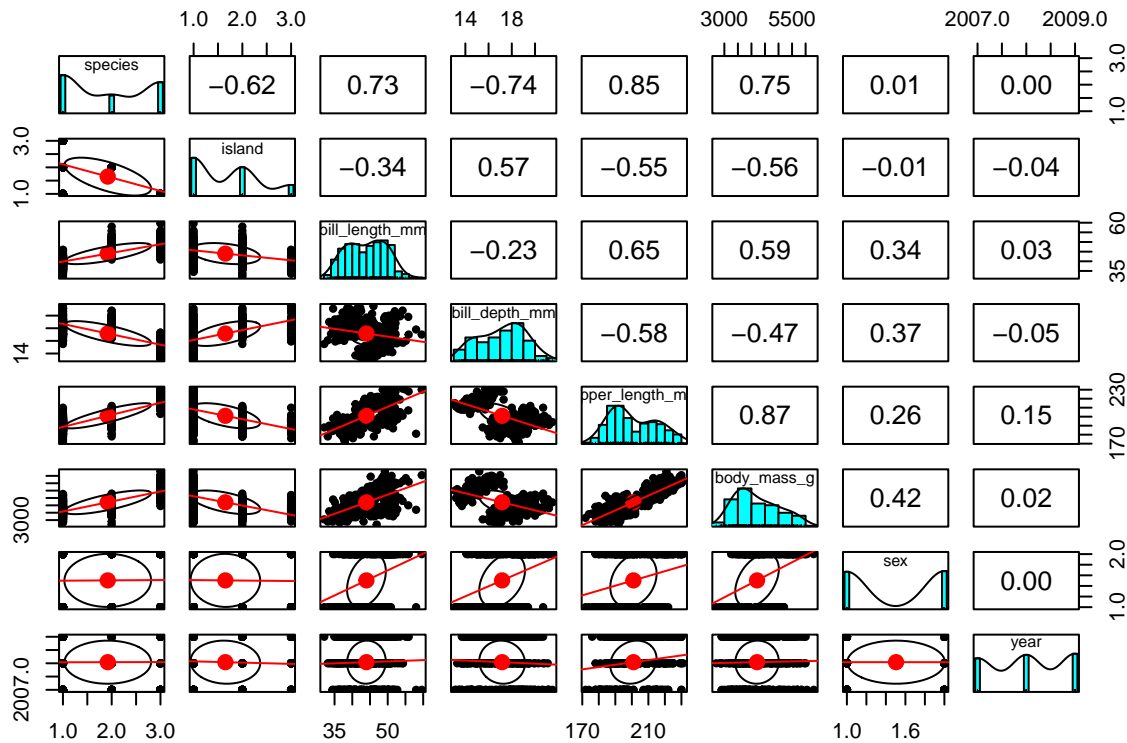 1.0 2.0 3.0 14 18 3000 5500 2007.0 2009.0
species −0.62 0.73 −0.74 0.85 0.75 0.01 0.00 1.0 3.0
1.0 3.0 island −0.34 0.57 −0.55 −0.56 −0.01 −0.04
bill_length_mm −0.23 0.65 0.59 0.34 0.03 35 60
14 bill_depth_mm −0.58 −0.47 0.37 −0.05
pper_length_m 0.87 0.26 0.15 170 230
3000 body_mass_g 0.42 0.02
sex 0.00 1.0 2.0
2007.0 year
1.0 2.0 3.0 35 50 170 210 1.0 1.6